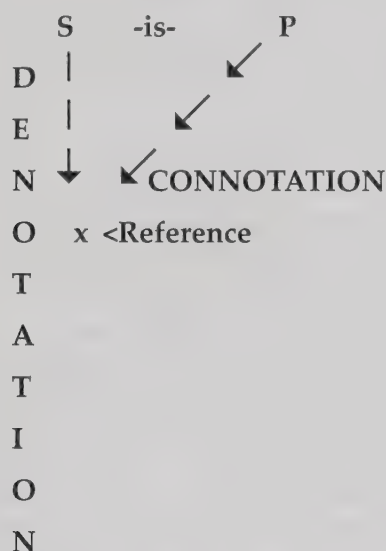 S -is- P
D
E
N CONNOTATION
O x <Reference
T
A
T
I
O
N